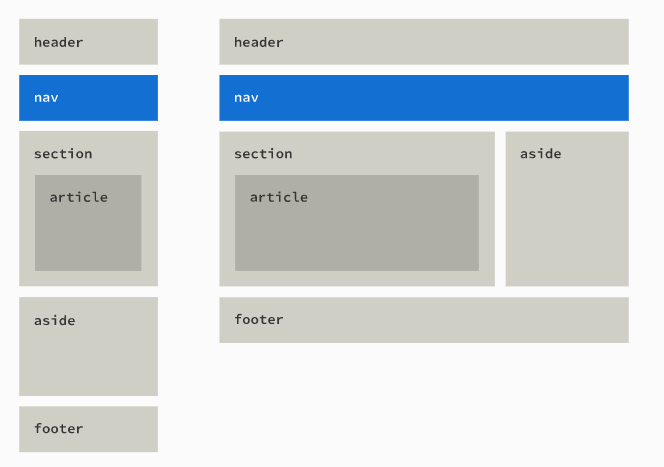 header
nav
section
article
aside
footer
header
nav
section
article
aside
footer